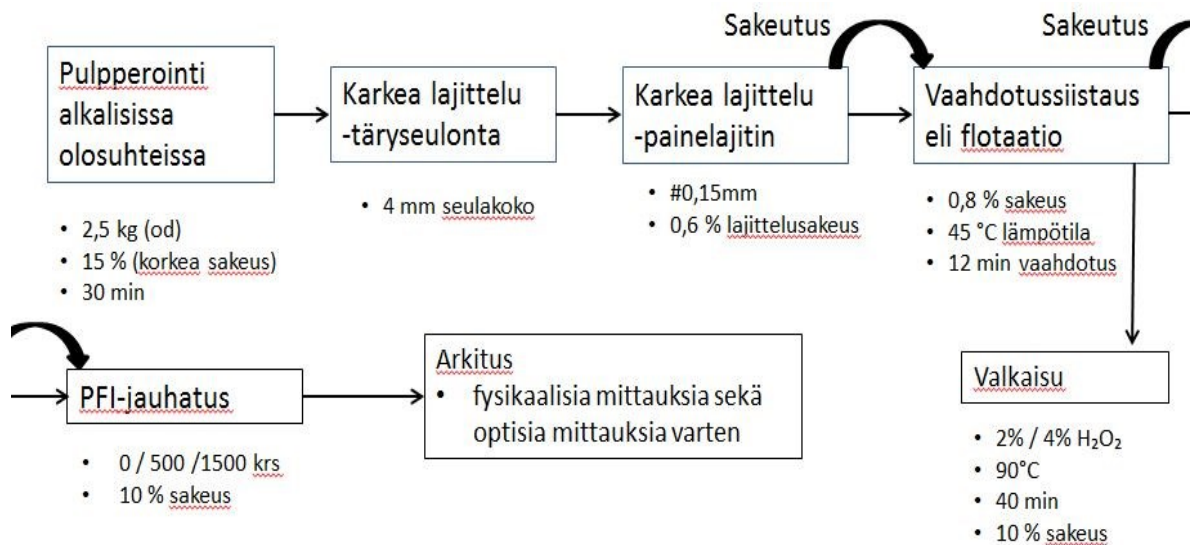 Sakeutus
Sakeutus
Pulpperointi
alkalisissa
olosuhteissa
• 2,5 kg (od)
• 15 % (korkea sakeus)
• 30 min
Karkea lajittelu
-täryseulonta
• 4 mm seulakoko
Karkea lajittelu
-painelajitin
• #0,15mm
• 0,6 % lajittelusakeus
Vaahdotussiistaus
eli flotaatio
• 0,8 % sakeus
• 45 °C lämpötila
• 12 min vaahdotus
PFI-jauhatus
• 0 / 500 /1500 krs
• 10 % sakeus
Arkitus
• fysikaalisia mittauksia sekä
optisia mittauksia varten
Valkaisu
• 2% / 4% H₂O₂
• 90°C
• 40 min
• 10 % sakeus